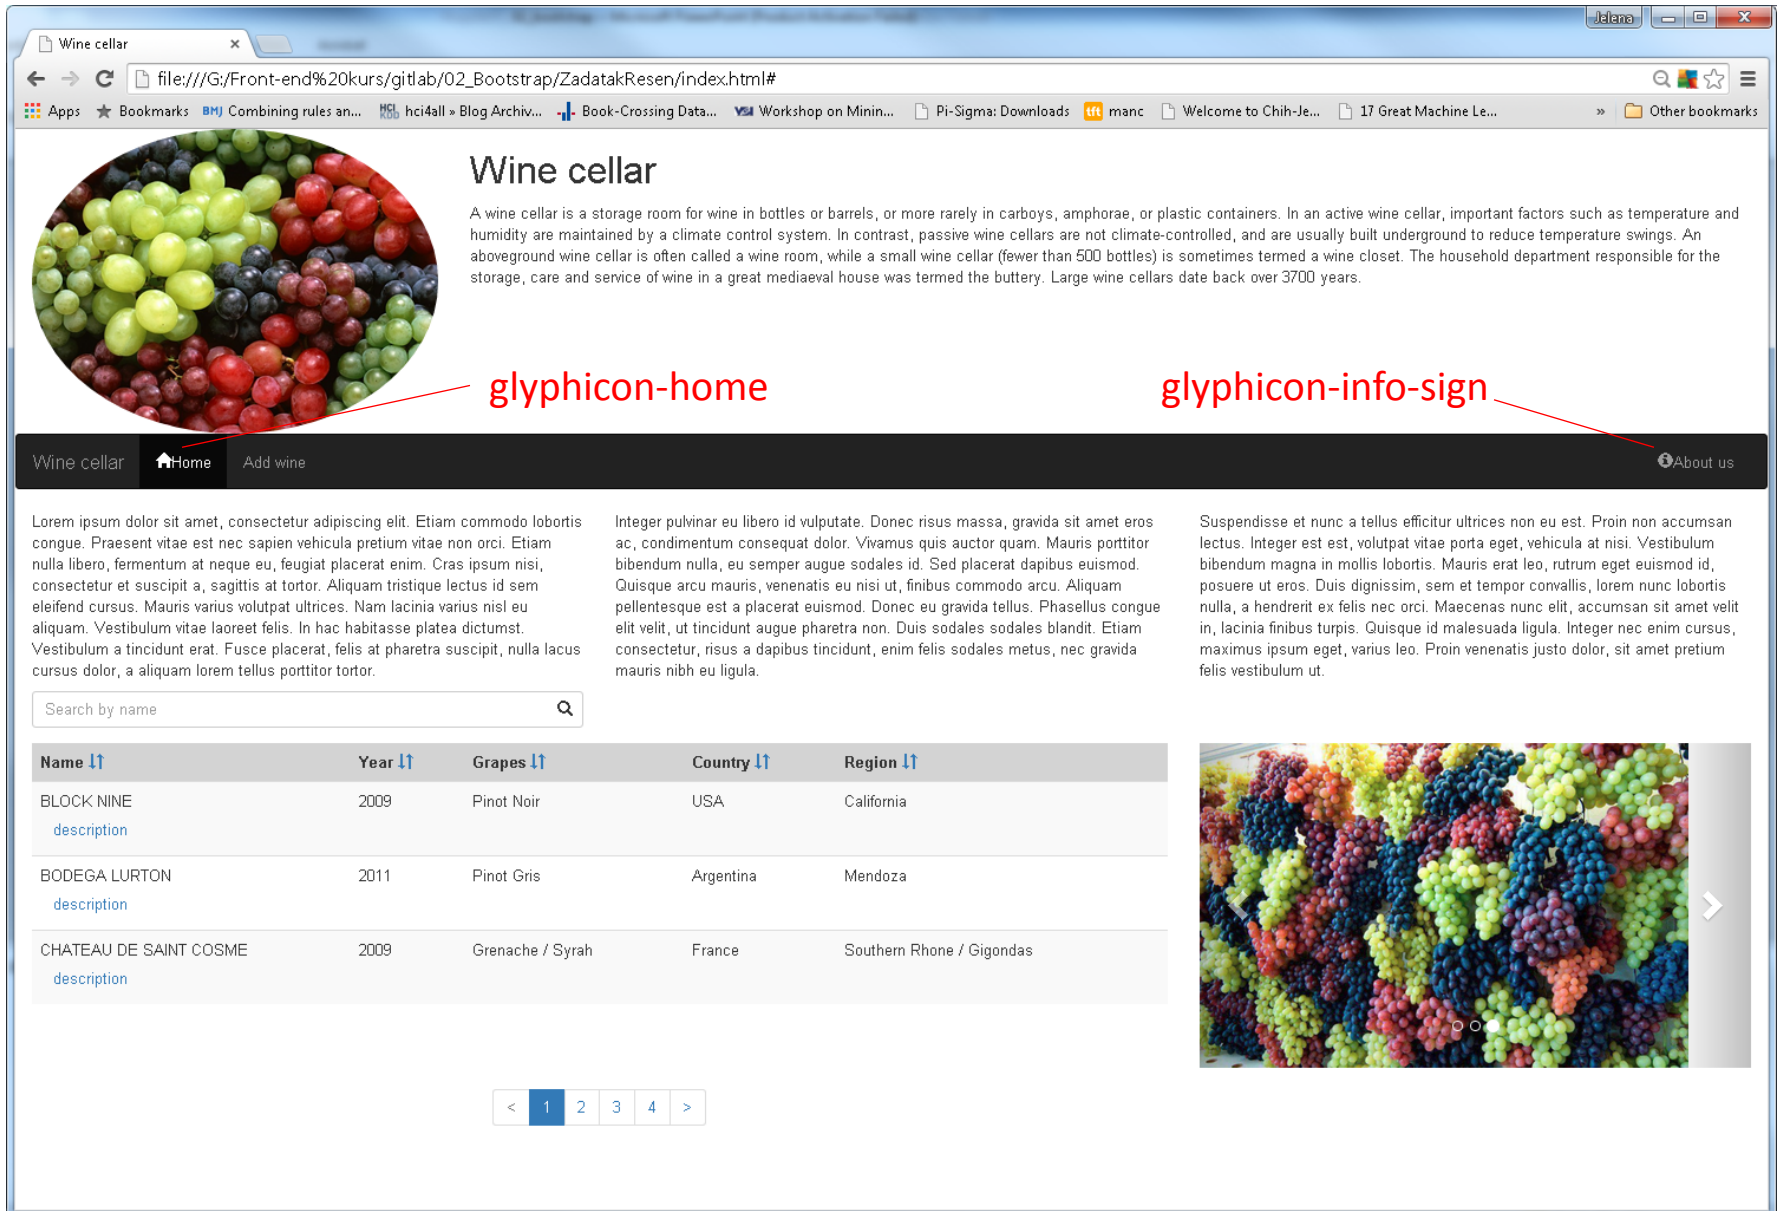 Jelena
Wine cellar
file:///G:/Front-end%20kurs/gitlab/02_Bootstrap/ZadatakResen/index.html#
Apps Bookmarks BMJ Combining rules an... HCI hci4all » Blog Archiv... Book-Crossing Data... Workshop on Minin... Pi-Sigma: Downloads tft manc Welcome to Chih-Je... 17 Great Machine Le... » Other bookmarks
Wine cellar
A wine cellar is a storage room for wine in bottles or barrels, or more rarely in carboys, amphorae, or plastic containers. In an active wine cellar, important factors such as temperature and
humidity are maintained by a climate control system. In contrast, passive wine cellars are not climate-controlled, and are usually built underground to reduce temperature swings. An
aboveground wine cellar is often called a wine room, while a small wine cellar (fewer than 500 bottles) is sometimes termed a wine closet. The household department responsible for the
storage, care and service of wine in a great mediaeval house was termed the buttery. Large wine cellars date back over 3700 years.
glyphicon-home
glyphicon-info-sign
Wine cellar Home Add wine About us
Lorem ipsum dolor sit amet, consectetur adipiscing elit. Etiam commodo lobortis
congue. Praesent vitae est nec sapien vehicula pretium vitae non orci. Etiam
nulla libero, fermentum at neque eu, feugiat placerat enim. Cras ipsum nisi,
consectetur et suscipit a, sagittis at tortor. Aliquam tristique lectus id sem
eleifend cursus. Mauris varius volutpat ultrices. Nam lacinia varius nisl eu
aliquam. Vestibulum vitae laoreet felis. In hac habitasse platea dictumst.
Vestibulum a tincidunt erat. Fusce placerat, felis at pharetra suscipit, nulla lacus
cursus dolor, a aliquam lorem tellus porttitor tortor.
Integer pulvinar eu libero id vulputate. Donec risus massa, gravida sit amet eros
ac, condimentum consequat dolor. Vivamus quis auctor quam. Mauris porttitor
bibendum nulla, eu semper augue sodales id. Sed placerat dapibus euismod.
Quisque arcu mauris, venenatis eu nisi ut, finibus commodo arcu. Aliquam
pellentesque est a placerat euismod. Donec eu gravida tellus. Phasellus congue
elit velit, ut tincidunt augue pharetra non. Duis sodales sodales blandit. Etiam
consectetur, risus a dapibus tincidunt, enim felis sodales metus, nec gravida
mauris nibh eu ligula.
Suspendisse et nunc a tellus efficitur ultrices non eu est. Proin non accumsan
lectus. Integer est est, volutpat vitae porta eget, vehicula at nisi. Vestibulum
bibendum magna in mollis lobortis. Mauris erat leo, rutrum eget euismod id,
posuere ut eros. Duis dignissim, sem et tempor convallis, lorem nunc lobortis
nulla, a hendrerit ex felis nec orci. Maecenas nunc elit, accumsan sit amet velit
in, lacinia finibus turpis. Quisque id malesuada ligula. Integer nec enim cursus,
maximus ipsum eget, varius leo. Proin venenatis justo dolor, sit amet pretium
felis vestibulum ut.
Search by name
Name Year Grapes Country Region
BLOCK NINE 2009 Pinot Noir USA California
description
BODEGA LURTON 2011 Pinot Gris Argentina Mendoza
description
CHATEAU DE SAINT COSME 2009 Grenache / Syrah France Southern Rhone / Gigondas
description
< 1 2 3 4 >